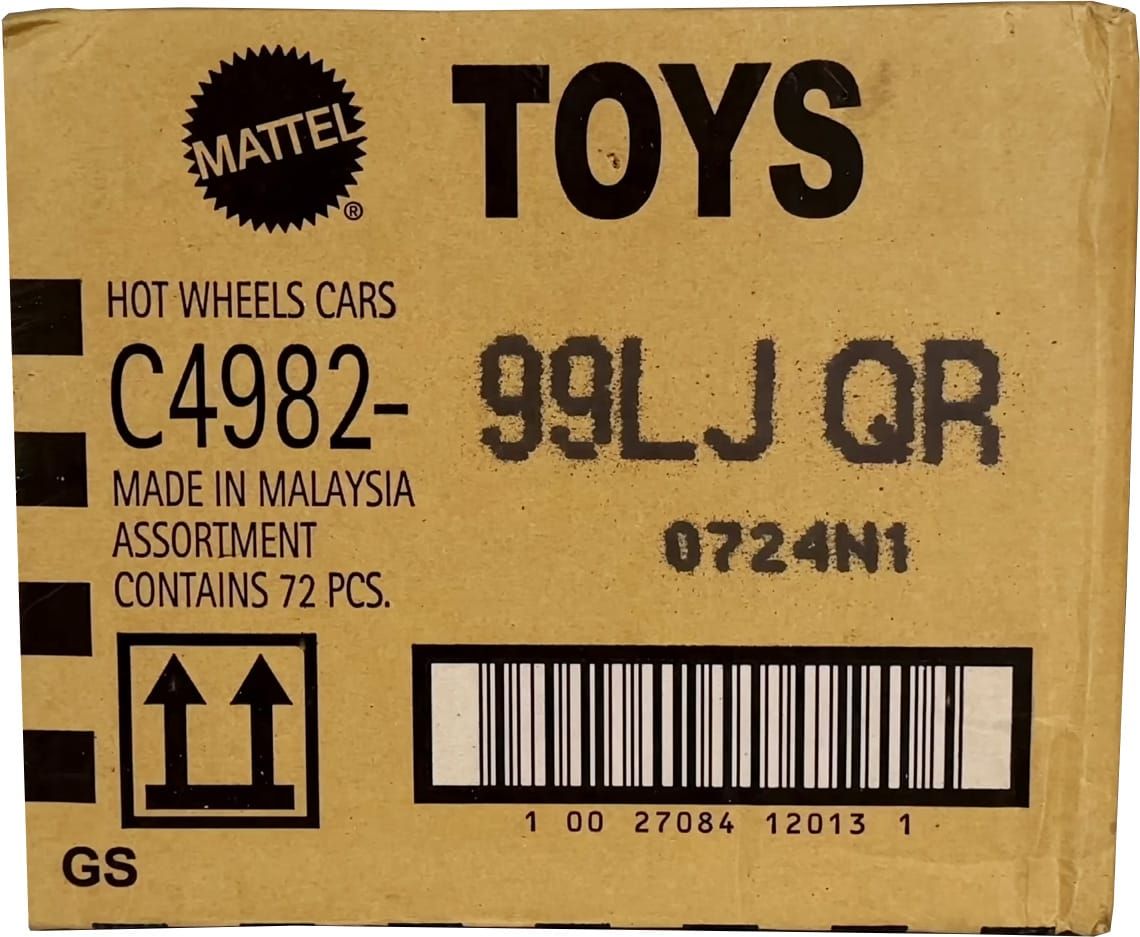 MATTEL ®
TOYS
HOT WHEELS CARS
C4982-
99LJ QR
MADE IN MALAYSIA
ASSORTMENT
CONTAINS 72 PCS.
0724N1
1 00 27084 12013 1
GS